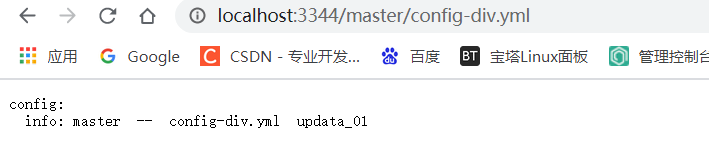 localhost:3344/master/config-div.yml
应用 Google CSDN - 专业开发... 百度 BT 宝塔Linux面板 管理控制台
config:
  info: master -- config-div.yml updata_01